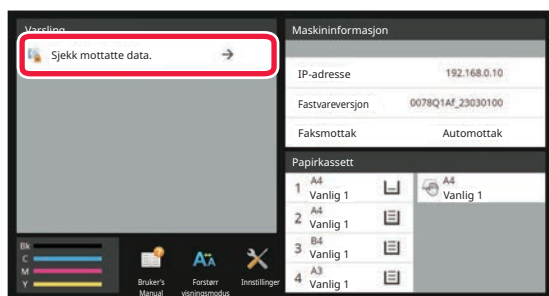 Varsling
Sjekk mottatte data.
Bk
C
M
Y
Bruker's
Manual
Forstørr
visningsmodus
Innstillinger
Maskininformasjon
IP-adresse 192.168.0.10
Fastvareversjon 0078Q1Af_23030100
Faksmottak Automottak
Papirkassett
1 A4
Vanlig 1
A4
Vanlig 1
2 A4
Vanlig 1
3 B4
Vanlig 1
4 A3
Vanlig 1